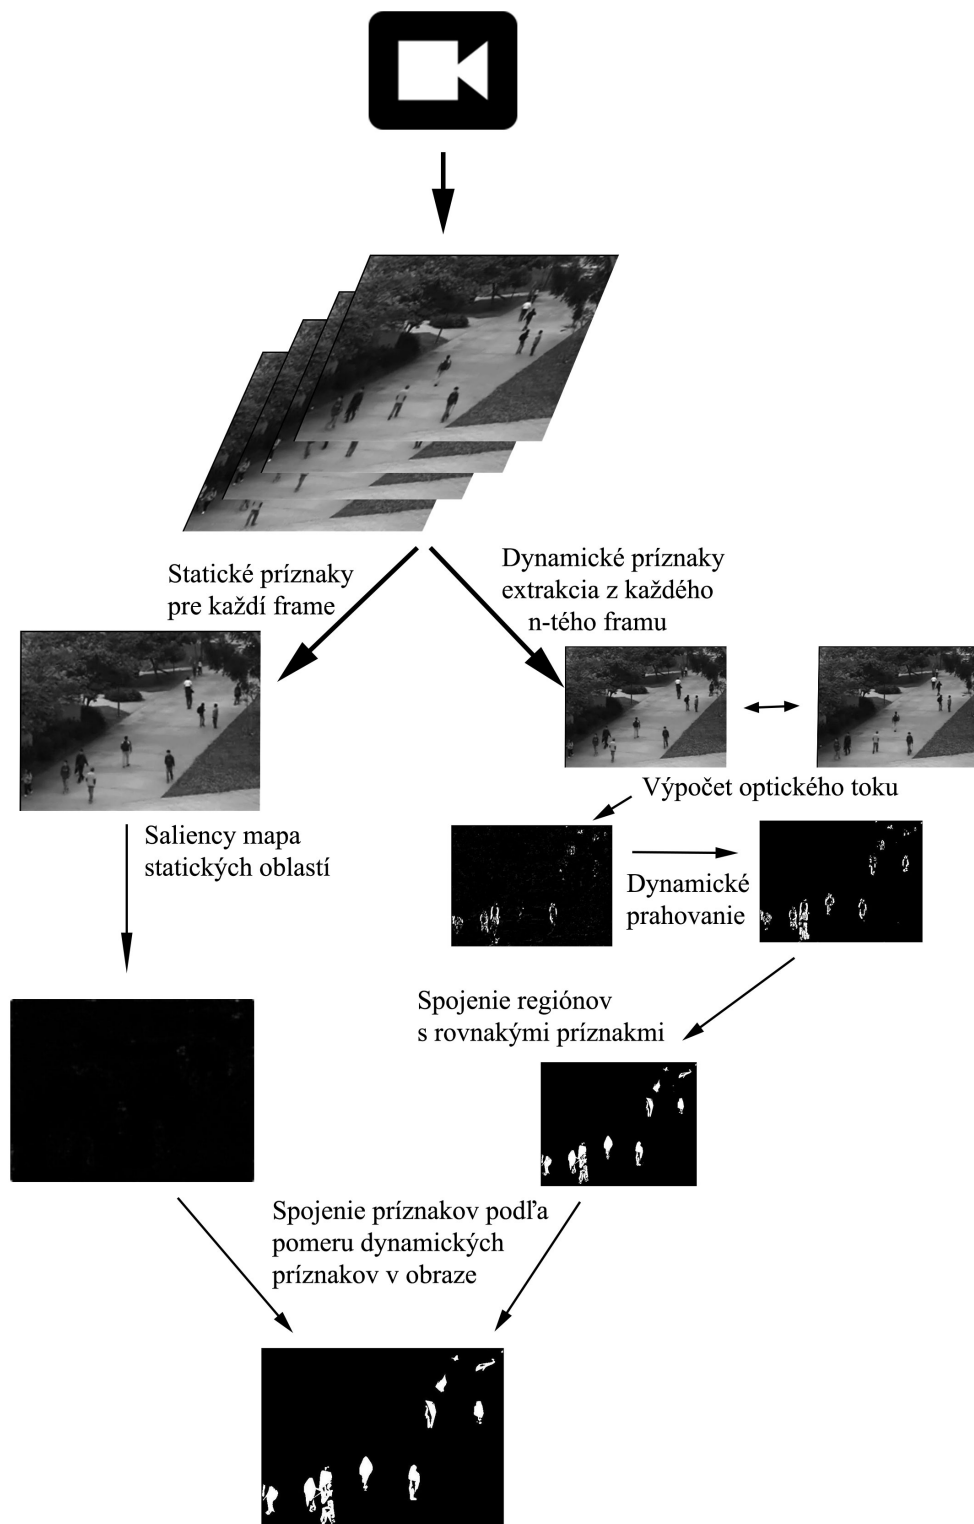 Statické príznaky
pre každí frame
Dynamické príznaky
extrakcia z každého
n-tého framu
Výpočet optického toku
Saliency mapa
statických oblastí
Dynamické
prahovanie
Spojenie regiónov
s rovnakými príznakmi
Spojenie príznakov podľa
pomeru dynamických
príznakov v obraze